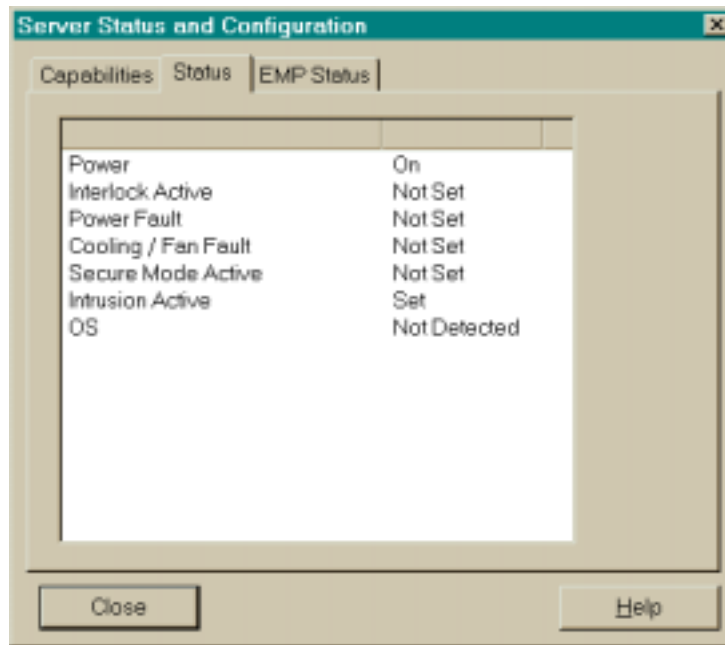 Server Status and Configuration
Capabilities Status EMP Status
Power On
Interlock Active Not Set
Power Fault Not Set
Cooling / Fan Fault Not Set
Secure Mode Active Not Set
Intrusion Active Set
OS Not Detected
Close Help